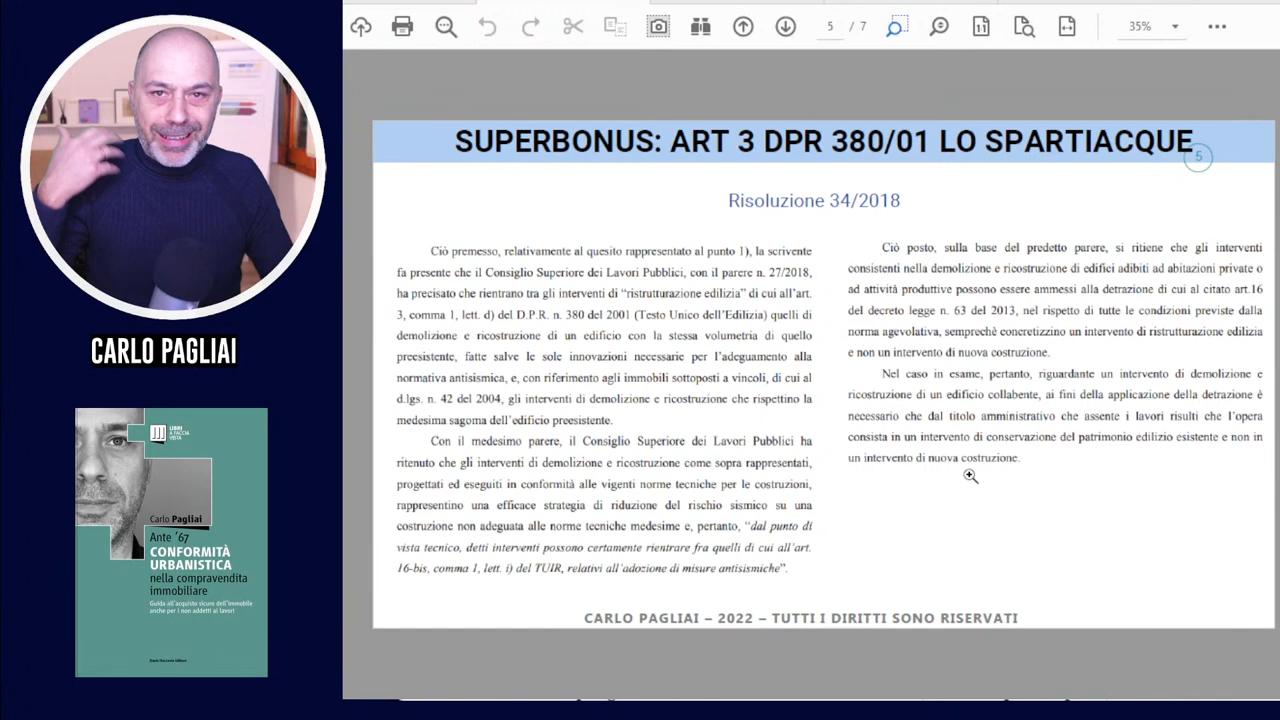 5 / 7
35%
SUPERBONUS: ART 3 DPR 380/01 LO SPARTIACQUE
5
Risoluzione 34/2018
Ciò premesso, relativamente al quesito rappresentato al punto 1), la scrivente
fa presente che il Consiglio Superiore dei Lavori Pubblici, con il parere n. 27/2018,
ha precisato che rientrano tra gli interventi di “ristrutturazione edilizia” di cui all’art.
3, comma 1, lett. d) del D.P.R. n. 380 del 2001 (Testo Unico dell’Edilizia) quelli di
demolizione e ricostruzione di un edificio con la stessa volumetria di quello
preesistente, fatte salve le sole innovazioni necessarie per l’adeguamento alla
normativa antisismica, e, con riferimento agli immobili sottoposti a vincoli, di cui al
d.lgs. n. 42 del 2004, gli interventi di demolizione e ricostruzione che rispettino la
medesima sagoma dell’edificio preesistente.
Con il medesimo parere, il Consiglio Superiore dei Lavori Pubblici ha
ritenuto che gli interventi di demolizione e ricostruzione come sopra rappresentati,
progettati ed eseguiti in conformità alle vigenti norme tecniche per le costruzioni,
rappresentino una efficace strategia di riduzione del rischio sismico su una
costruzione non adeguata alle norme tecniche medesime e, pertanto, “dal punto di
vista tecnico, detti interventi possono certamente rientrare fra quelli di cui all’art.
16-bis, comma 1, lett. i) del TUIR, relativi all’adozione di misure antisismiche”.
Ciò posto, sulla base del predetto parere, si ritiene che gli interventi
consistenti nella demolizione e ricostruzione di edifici adibiti ad abitazioni private o
ad attività produttive possono essere ammessi alla detrazione di cui al citato art.16
del decreto legge n. 63 del 2013, nel rispetto di tutte le condizioni previste dalla
norma agevolativa, semprechè concretizzino un intervento di ristrutturazione edilizia
e non un intervento di nuova costruzione.
Nel caso in esame, pertanto, riguardante un intervento di demolizione e
ricostruzione di un edificio collabente, ai fini della applicazione della detrazione è
necessario che dal titolo amministrativo che assente i lavori risulti che l’opera
consista in un intervento di conservazione del patrimonio edilizio esistente e non in
un intervento di nuova costruzione.
CARLO PAGLIAI – 2022 – TUTTI I DIRITTI SONO RISERVATI
CARLO PAGLIAI
LIBRI
A FACCIA
VISTA
Carlo Pagliai
Ante ’67
CONFORMITÀ
URBANISTICA
nella compravendita
immobiliare
Guida all’acquisto sicuro dell’immobile
anche per i non addetti ai lavori